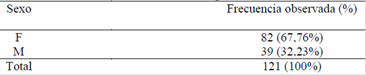 Sexo Frecuencia observada (%)
F 82 (67,76%)
M 39 (32,23%)
Total 121 (100%)